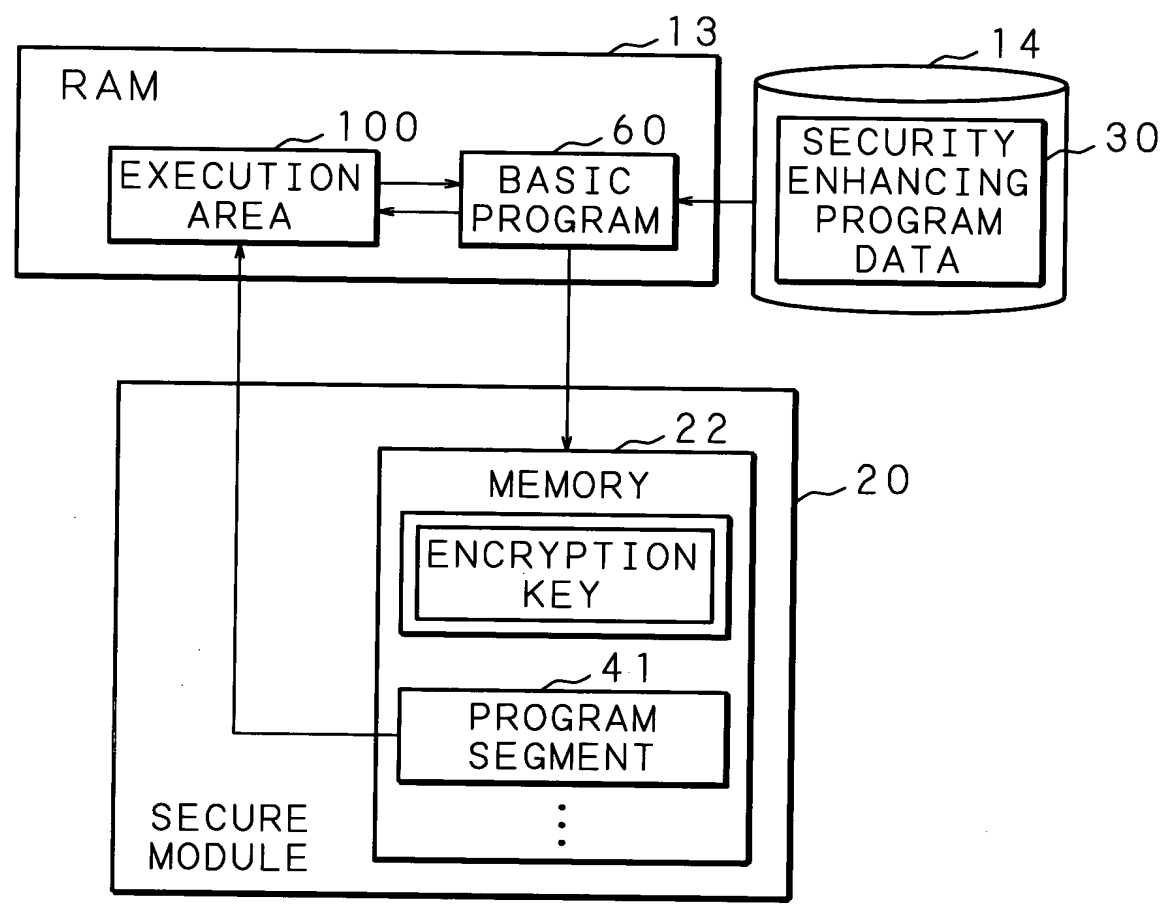 13
RAM
14
100
60
EXECUTION
AREA
BASIC
PROGRAM
SECURITY
ENHANCING
PROGRAM
DATA
30
22
MEMORY
20
ENCRYPTION
KEY
41
PROGRAM
SEGMENT
SECURE
MODULE